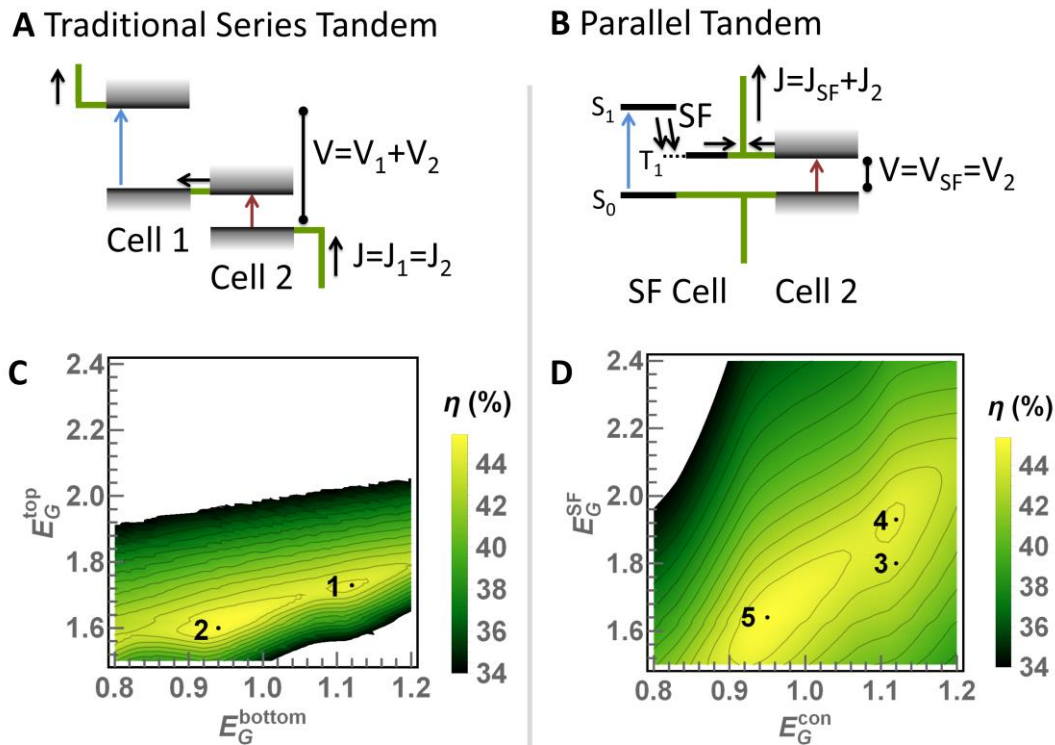 A Traditional Series Tandem
V=V₁+V₂
Cell 1
Cell 2
J=J₁=J₂
B Parallel Tandem
J=J_SF+J₂
S₁
SF
T₁
S₀
V=V_SF=V₂
SF Cell
Cell 2
C
2.4
2.2
2.0
1.8
1.6
E_G^top
1
2
0.8
0.9
1.0
1.1
1.2
E_G^bottom
η (%)
44
42
40
38
36
34
D
2.4
2.2
2.0
1.8
1.6
E_G^SF
4
3
5
0.8
0.9
1.0
1.1
1.2
E_G^con
η (%)
44
42
40
38
36
34